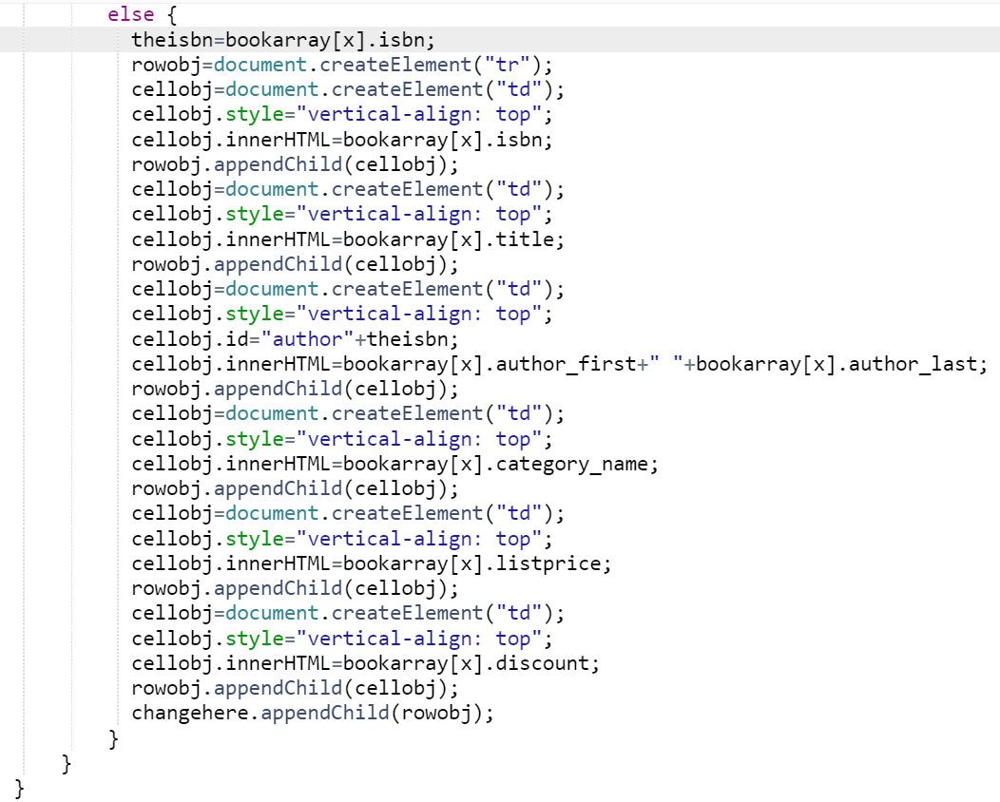 else {
theisbn=bookarray[x].isbn;
rowobj=document.createElement("tr");
cellobj=document.createElement("td");
cellobj.style="vertical-align: top";
cellobj.innerHTML=bookarray[x].isbn;
rowobj.appendChild(cellobj);
cellobj=document.createElement("td");
cellobj.style="vertical-align: top";
cellobj.innerHTML=bookarray[x].title;
rowobj.appendChild(cellobj);
cellobj=document.createElement("td");
cellobj.style="vertical-align: top";
cellobj.id="author"+theisbn;
cellobj.innerHTML=bookarray[x].author_first+" "+bookarray[x].author_last;
rowobj.appendChild(cellobj);
cellobj=document.createElement("td");
cellobj.style="vertical-align: top";
cellobj.innerHTML=bookarray[x].category_name;
rowobj.appendChild(cellobj);
cellobj=document.createElement("td");
cellobj.style="vertical-align: top";
cellobj.innerHTML=bookarray[x].listprice;
rowobj.appendChild(cellobj);
cellobj=document.createElement("td");
cellobj.style="vertical-align: top";
cellobj.innerHTML=bookarray[x].discount;
rowobj.appendChild(cellobj);
changehere.appendChild(rowobj);
}
}
}